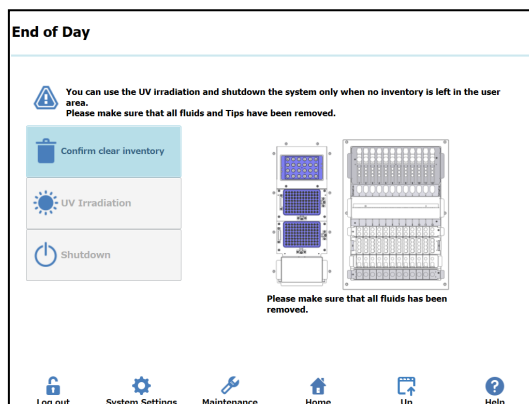 End of Day
You can use the UV irradiation and shutdown the system only when no inventory is left in the user
area.
Please make sure that all fluids and Tips have been removed.
Confirm clear inventory
UV Irradiation
Shutdown
Please make sure that all fluids has been
removed.
Log out System Settings Maintenance Home Up Help